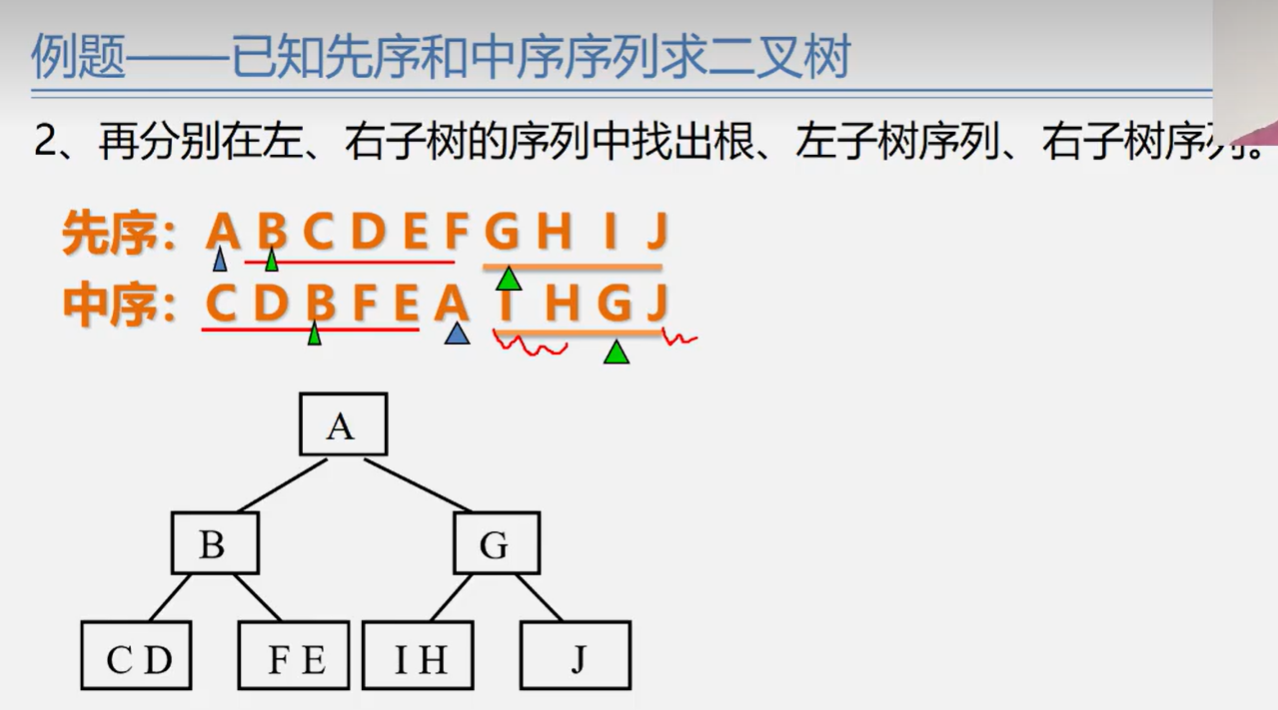 例题——已知先序和中序序列求二叉树
2、再分别在左、右子树的序列中找出根、左子树序列、右子树序列。
先序：A B C D E F G H I J
中序：C D B F E A I H G J
A
B G
C D F E I H J